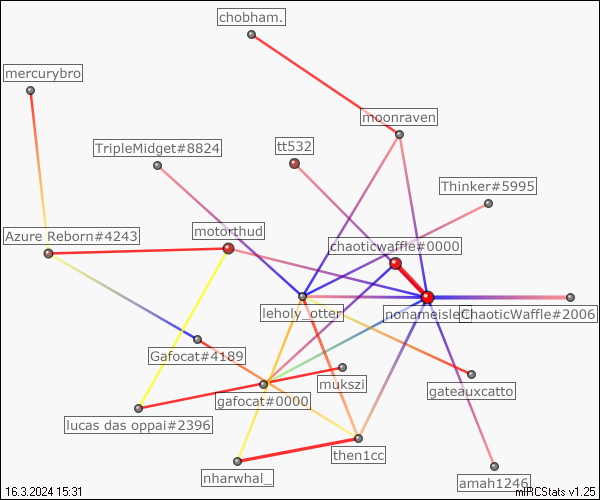 chobham.
mercurybro
moonraven
tt532
TripleMidget#8824
Thinker#5995
motorthud
Azure Reborn#4243
chaoticwaffle#0000
leholy_otter
nonameisleft
ChaoticWaffle#2006
Gafocat#4189
mukszi
gateauxcatto
gafocat#0000
lucas das oppai#2396
then1cc
nharwhal_
amah1246
16.3.2024 15:31
mIRCStats v1.25